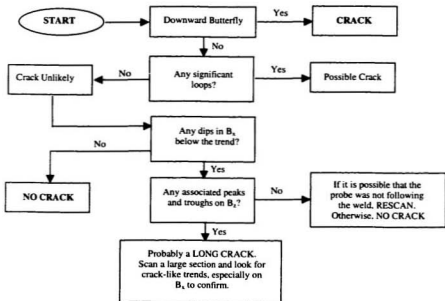 START
Downward Butterfly
Yes
CRACK
No
Crack Unlikely
No
Any significant
loops?
Yes
Possible Crack
Any dips in Bx
below the trend?
No
Yes
NO CRACK
Any associated peaks
and troughs on Bz?
No
If it is possible that the
probe was not following
the weld, RESCAN.
Otherwise, NO CRACK
Yes
Probably a LONG CRACK.
Scan a large section and look for
crack-like trends, especially on
Bx to confirm.